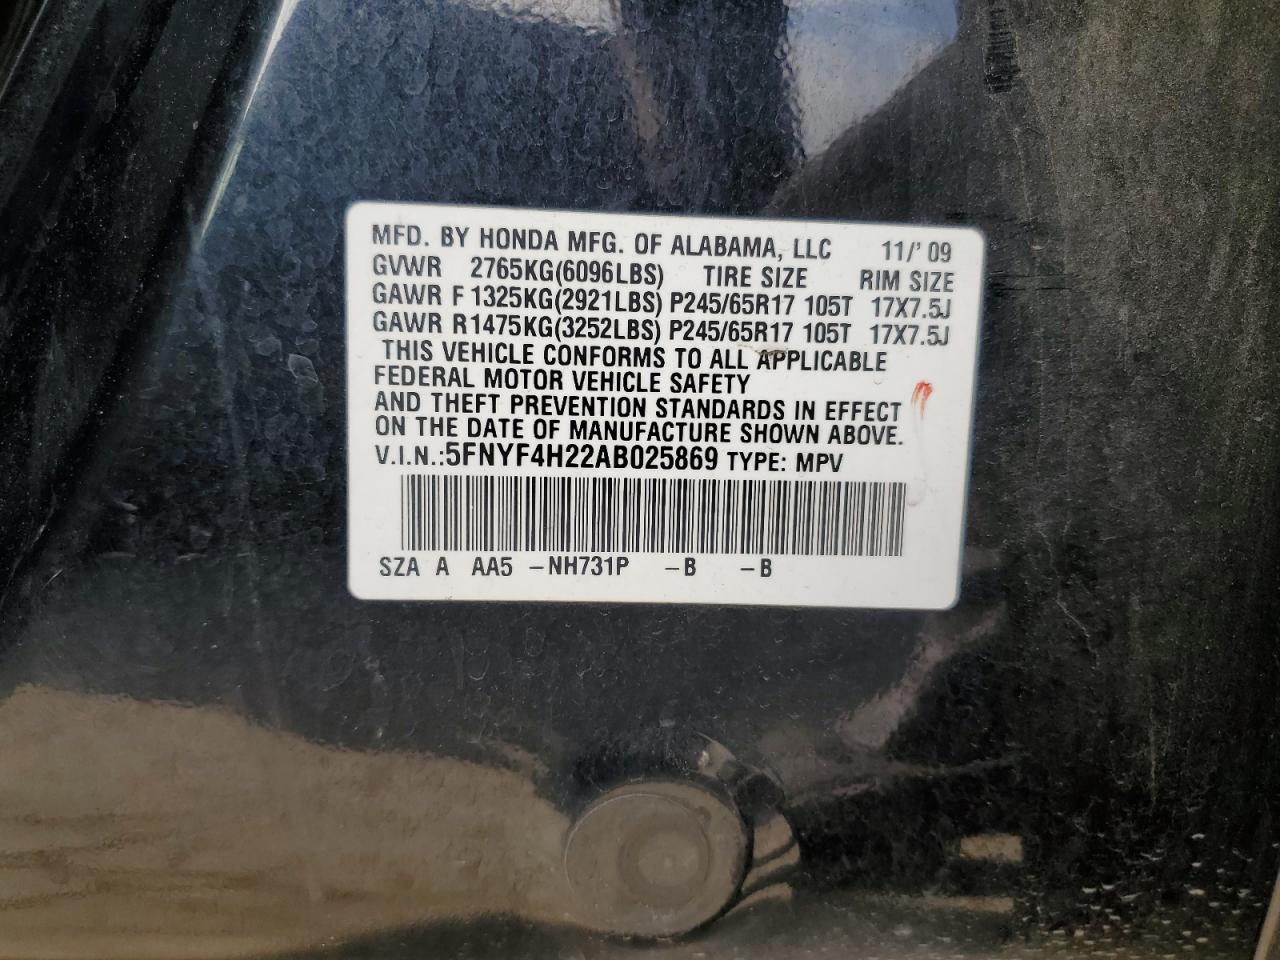 MFD. BY HONDA MFG. OF ALABAMA, LLC 11/'09
GVWR 2765KG(6096LBS) TIRE SIZE RIM SIZE
GAWR F 1325KG(2921LBS) P245/65R17 105T 17X7.5J
GAWR R1475KG(3252LBS) P245/65R17 105T 17X7.5J
THIS VEHICLE CONFORMS TO ALL APPLICABLE
FEDERAL MOTOR VEHICLE SAFETY
AND THEFT PREVENTION STANDARDS IN EFFECT
ON THE DATE OF MANUFACTURE SHOWN ABOVE.
V.I.N.:5FNYF4H22AB025869 TYPE: MPV
SZA A AA5 -NH731P -B -B